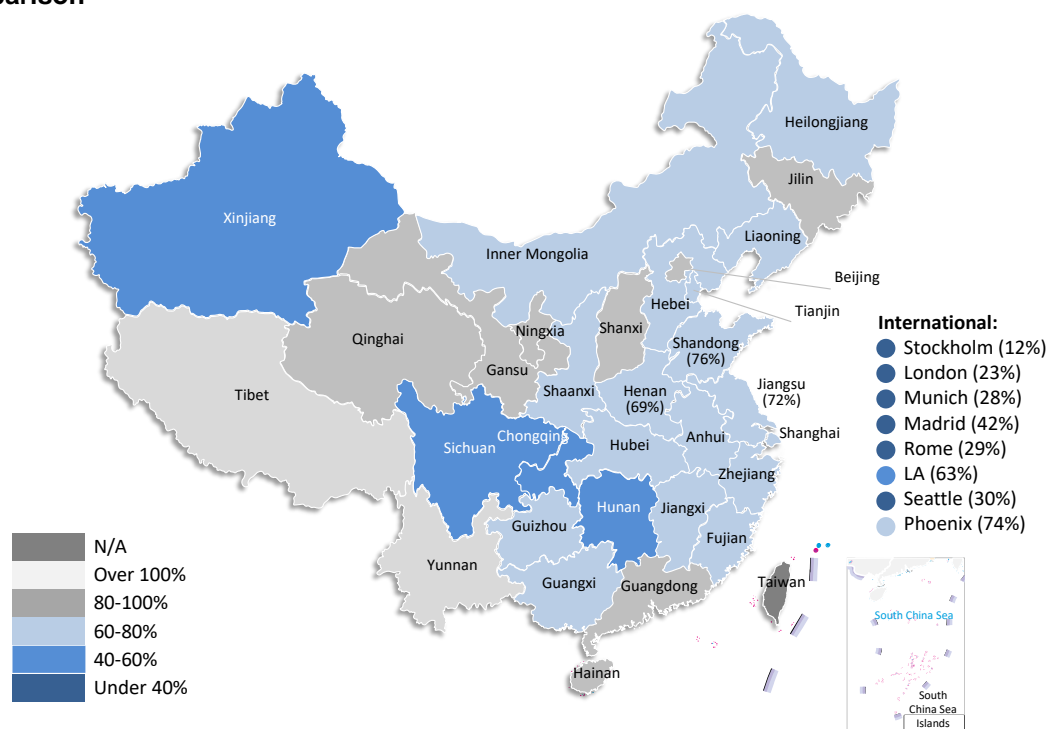 Heilongjiang
Jilin
Xinjiang
Liaoning
Inner Mongolia
Beijing
Hebei
Tianjin
Ningxia
Shanxi
Qinghai
Shandong
(76%)
Gansu
Tibet
Shaanxi
Henan
(69%)
Jiangsu
(72%)
International:
Stockholm (12%)
London (23%)
Munich (28%)
Madrid (42%)
Rome (29%)
LA (63%)
Seattle (30%)
Phoenix (74%)
Chongqing
Sichuan
Hubei
Anhui
Shanghai
Zhejiang
Hunan
Jiangxi
Guizhou
Fujian
Yunnan
Guangxi
Guangdong
Taiwan
Hainan
N/A
Over 100%
80-100%
60-80%
40-60%
Under 40%
South China Sea
South
China Sea
Islands